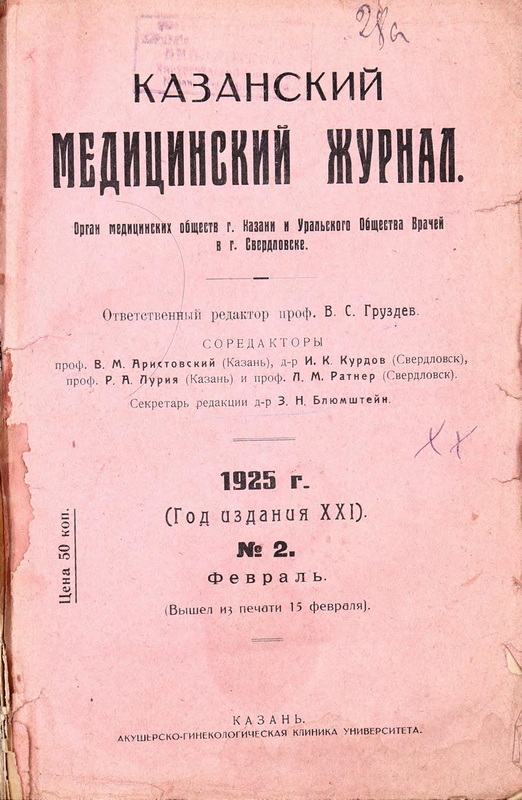 КАЗАНСКИЙ
МЕДИЦИНСКИЙ ЖУРНАЛ.
Орган медицинских обществ г. Казани и Уральского Общества Врачей
в г. Свердловске.
Ответственный редактор проф. В. С. Груздев.
СОРЕДАКТОРЫ
проф. В. М. Аристовский (Казань), д-р И. К. Курдов (Свердловск),
проф. Р. А. Лурия (Казань) и проф. Л. М. Ратнер (Свердловск).
Секретарь редакции д-р З. Н. Блюмштейн.
XX
1925 г.
(Год издания XXI).
№ 2.
Февраль.
(Вышел из печати 15 февраля).
Цена 50 коп.
КАЗАНЬ.
АКУШЕРСКО-ГИНЕКОЛОГИЧЕСКАЯ КЛИНИКА УНИВЕРСИТЕТА.